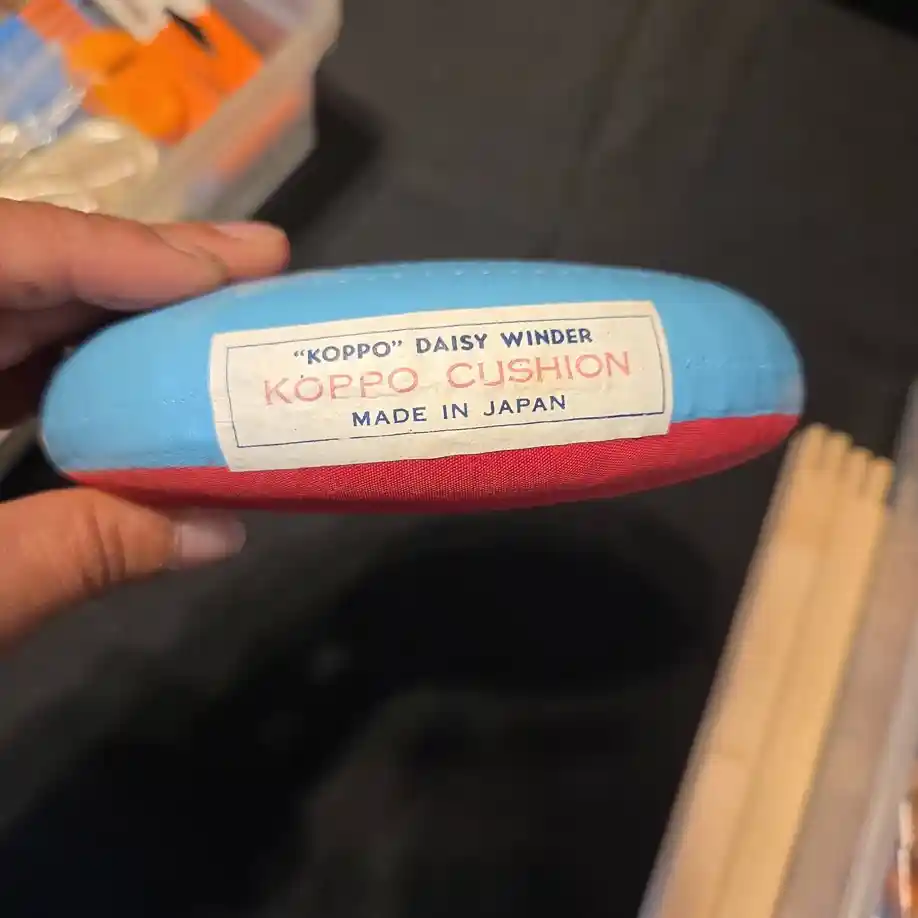 “KOPPO” DAISY WINDER
KOPPO CUSHION
MADE IN JAPAN